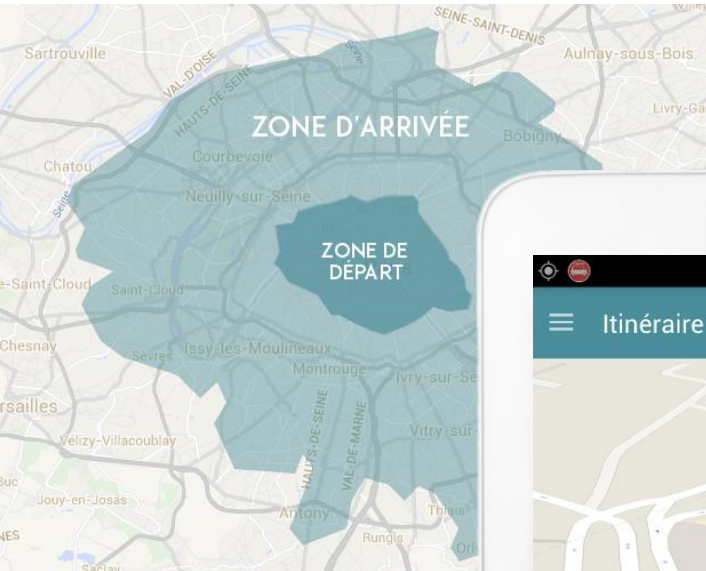 Villep
SEINE-SAINT-DENIS
Sartrouville
Aulnay-sous-Bois
VAL-D'OISE
Seine
HAUTS-DE-SEINE
Livry-Ga
ZONE D'ARRIVÉE
Bobigny
Courbevoie
Chatou
Neuilly-sur-Seine
Seine
ZONE DE
DÉPART
e-Saint-Cloud
Saint-Cloud
Itinéraire
Chesnay
Sèvres
Issy-les-Moulineaux
Montrouge
Ivry-sur-Se
rsailles
HAUTS-DE-SEINE
VAL-DE-MARNE
Vitry-sur-
Vélizy-Villacoublay
Buc
Jouy-en-Josas
Antony
Thiais
Rungis
NES
Orl
Saclay